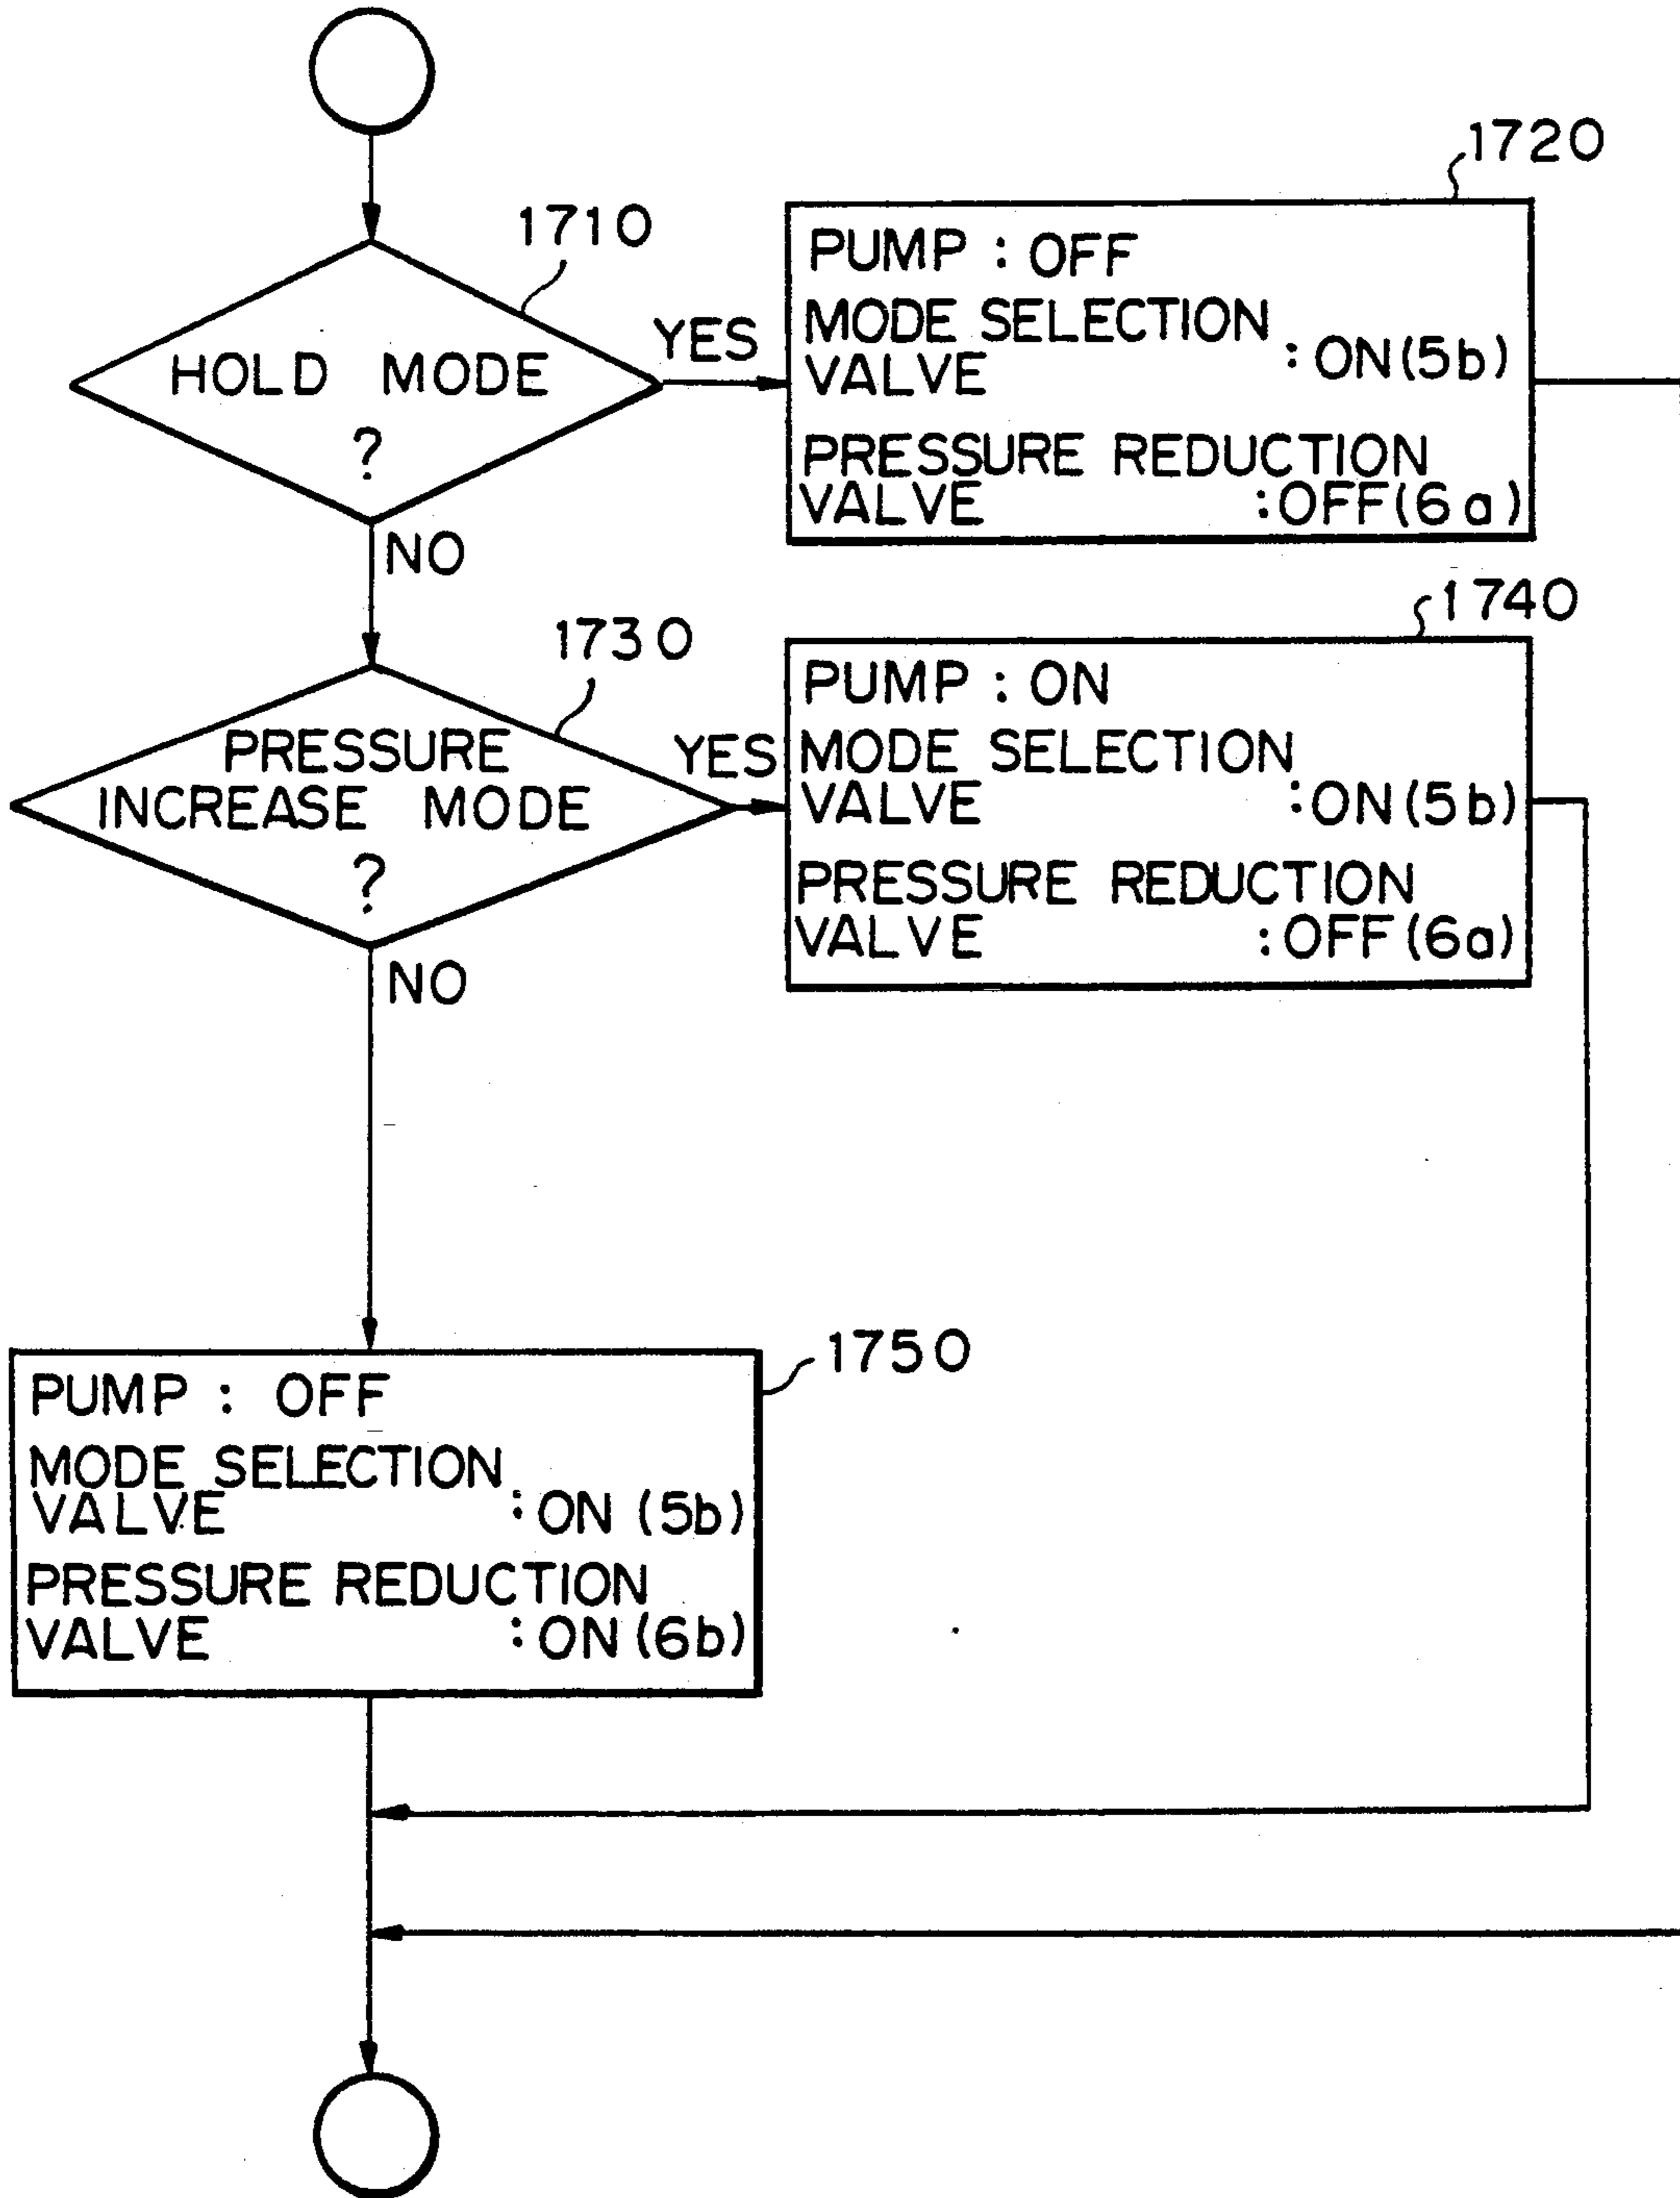 1720
1710
PUMP : OFF
MODE SELECTION
VALVE : ON(5b)
PRESSURE REDUCTION
VALVE :OFF(6a)
YES
HOLD MODE
?
NO
1740
1730
PUMP : ON
MODE SELECTION
VALVE :ON(5b)
PRESSURE REDUCTION
VALVE :OFF(6a)
YES
PRESSURE
INCREASE MODE
?
NO
1750
PUMP : OFF
MODE SELECTION
VALVE :ON (5b)
PRESSURE REDUCTION
VALVE :ON(6b)